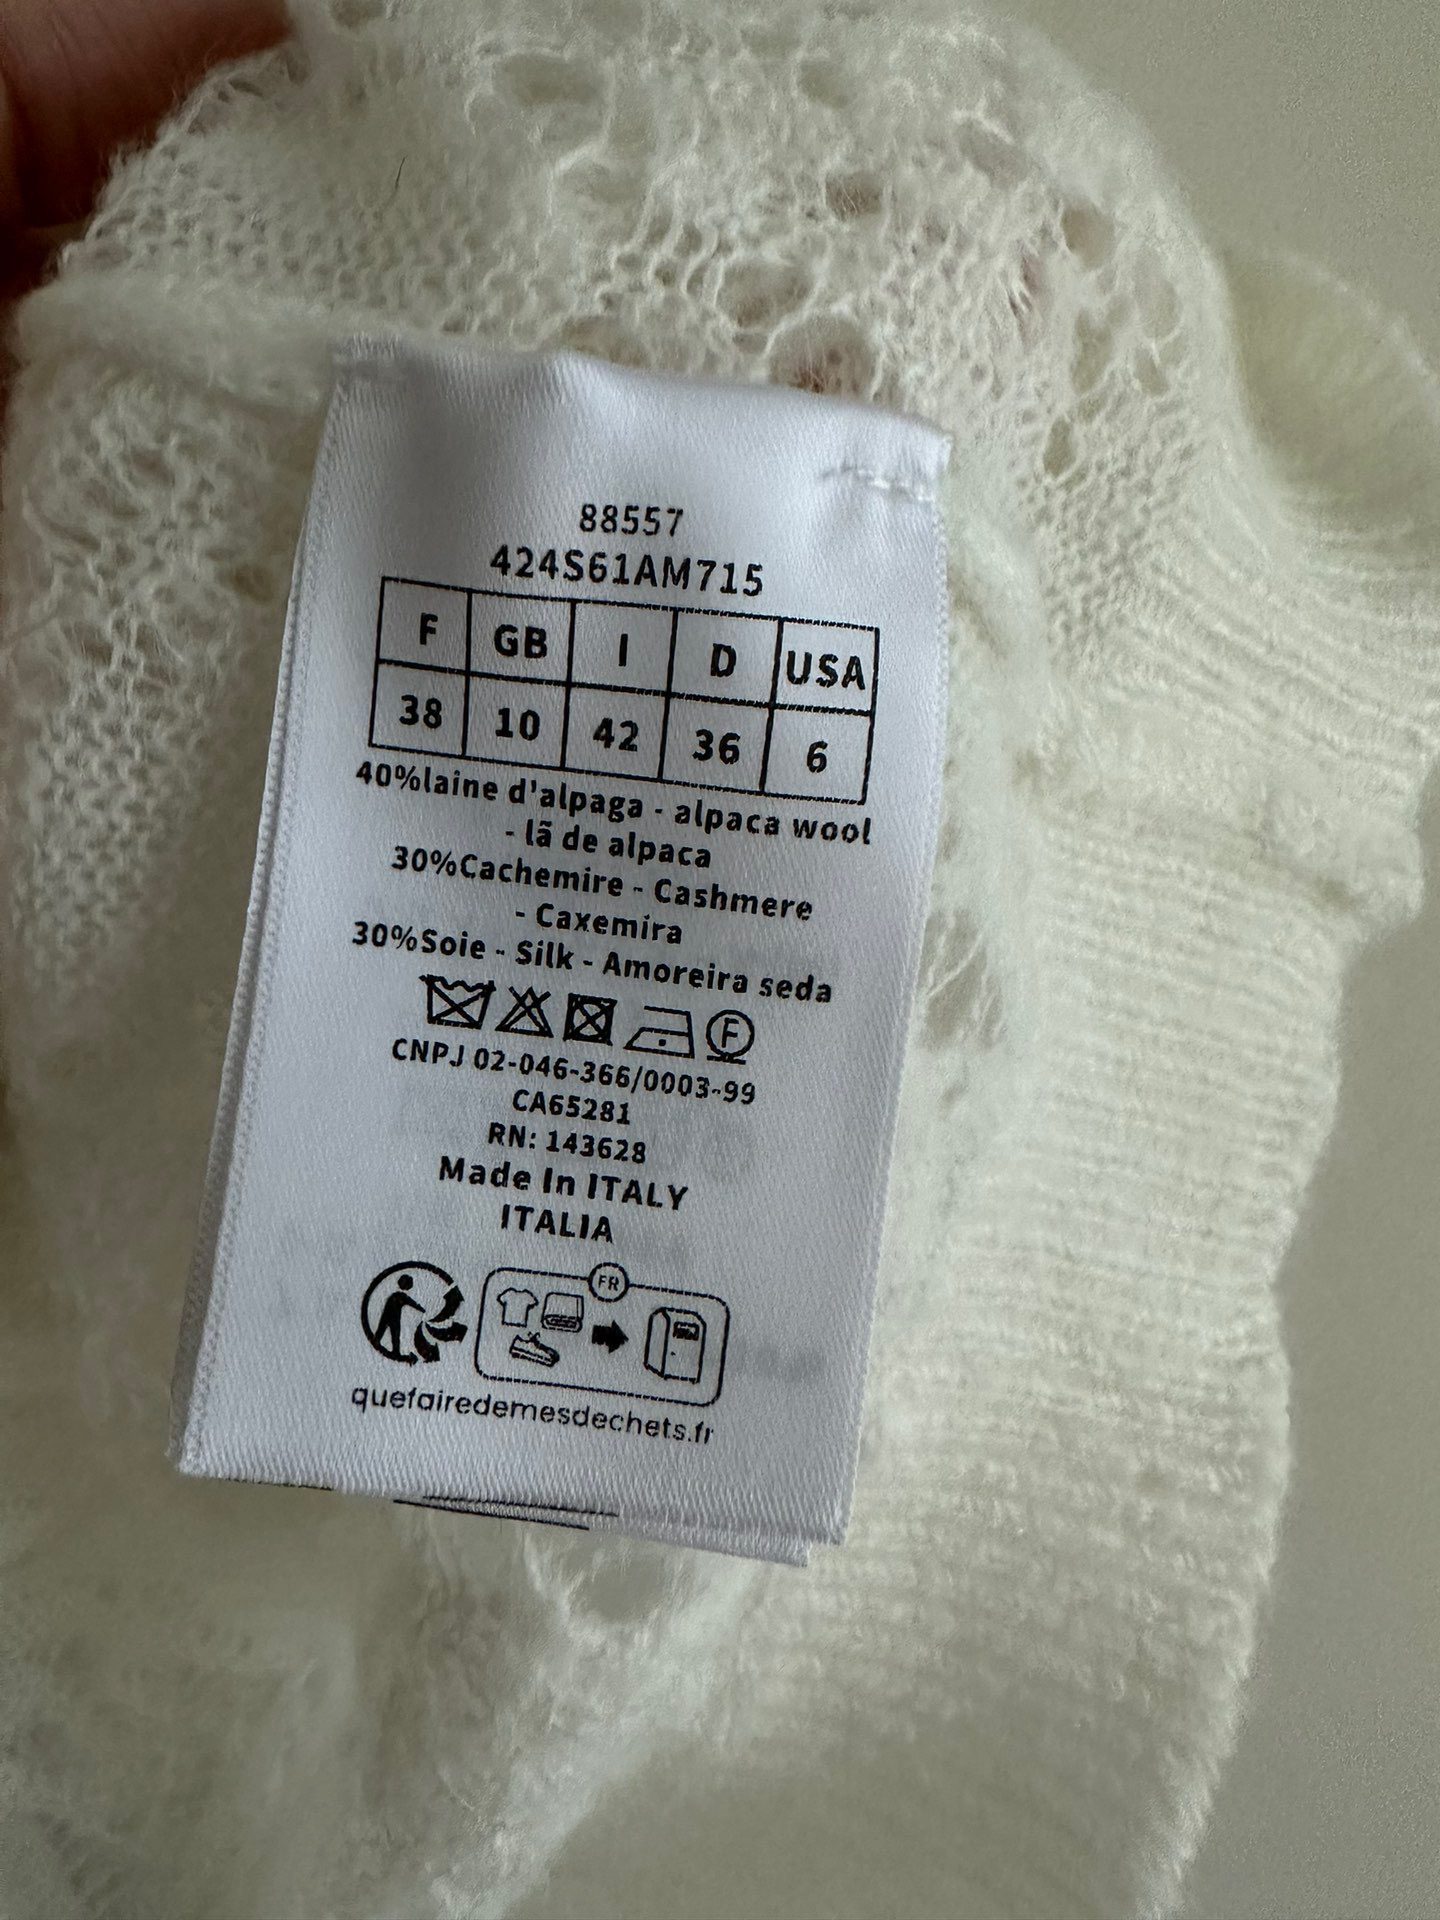 88557
424S61AM715
F GB I D USA
38 10 42 36 6
40%laine d'alpaga - alpaca wool
- lã de alpaca
30%Cachemire - Cashmere
- Caxemira
30%Soie - Silk - Amoreira seda
F
CNPJ 02-046-366/0003-99
CA65281
RN: 143628
Made In ITALY
ITALIA
FR
quefairedemesdechets.fr